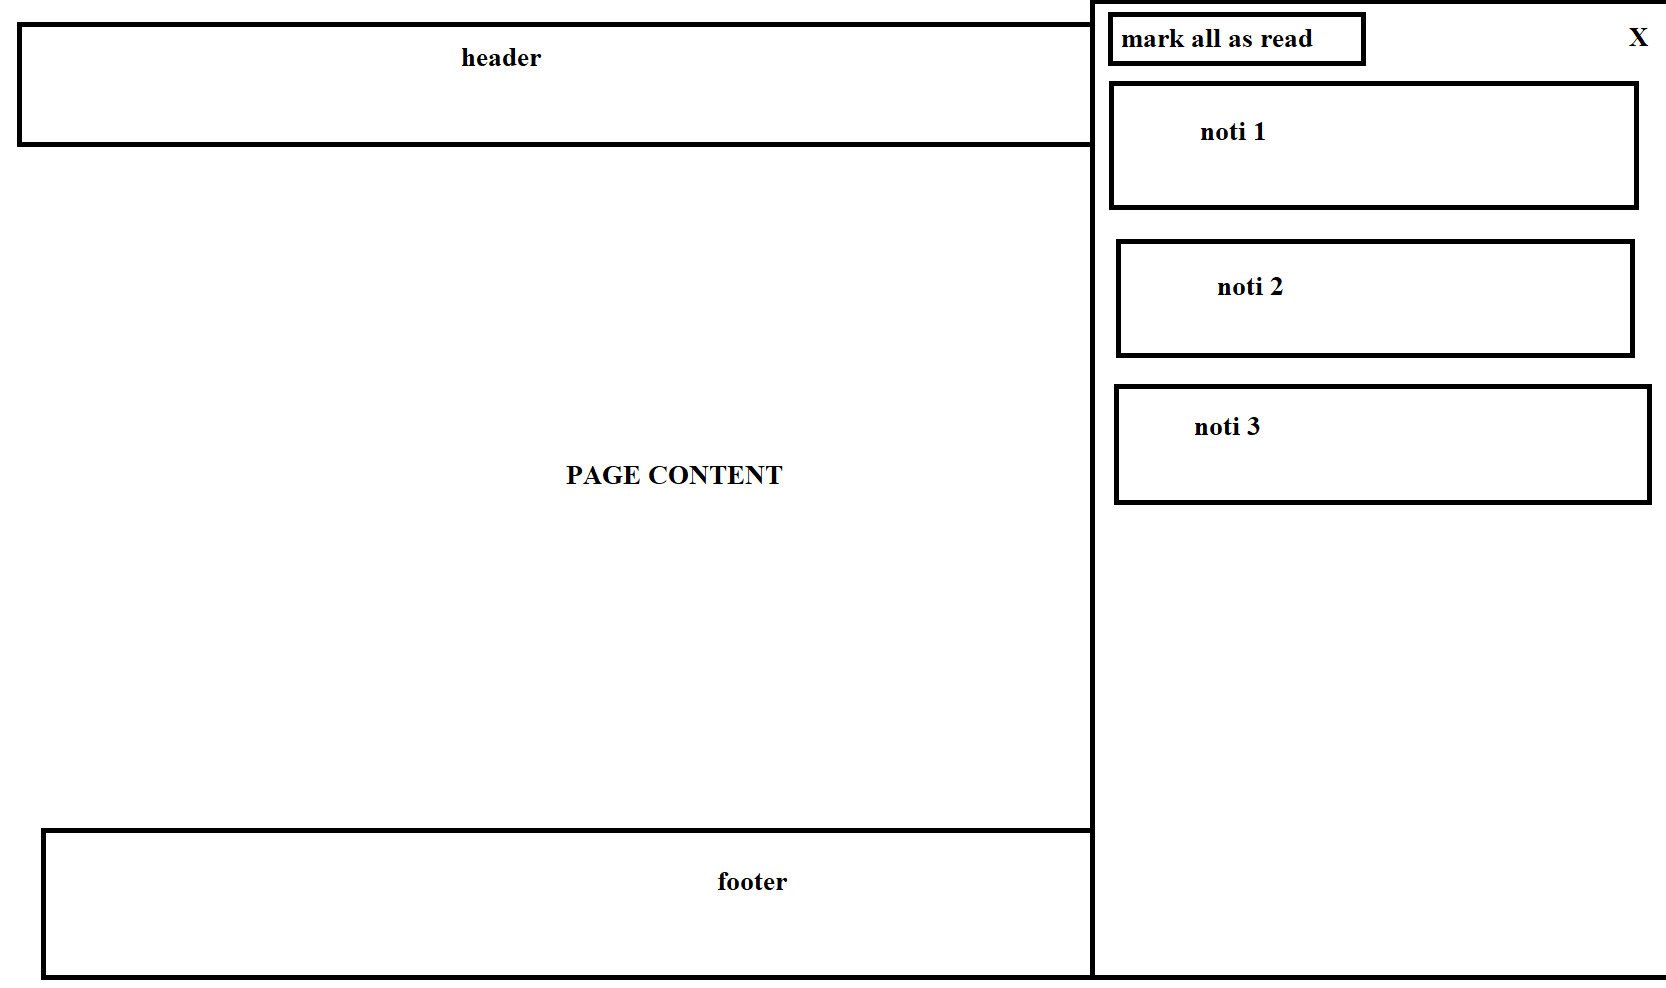 header
PAGE CONTENT
footer
mark all as read
X
noti 1
noti 2
noti 3